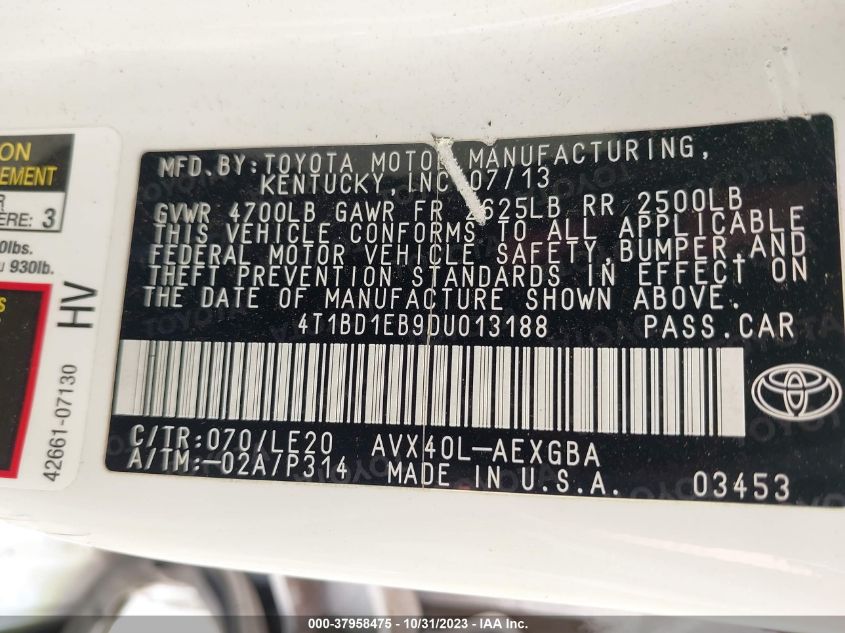 ON
EMENT
R
ERE: 3
0lbs.
930lb.
S
HV
42661-07130
MFD.BY:TOYOTA MOTOR MANUFACTURING,
KENTUCKY, INC 07/13
GVWR 4700LB GAWR FR 2625LB RR 2500LB
THIS VEHICLE CONFORMS TO ALL APPLICABLE
FEDERAL MOTOR VEHICLE SAFETY,BUMPER,AND
THEFT PREVENTION STANDARDS IN EFFECT ON
THE DATE OF MANUFACTURE SHOWN ABOVE.
4T1BD1EB9DU013188 PASS.CAR
C/TR:070/LE20 AVX40L-AEXGBA
A/TM:-02A/P314 MADE IN U.S.A. 03453
000-37958475 - 10/31/2023 - IAA Inc.